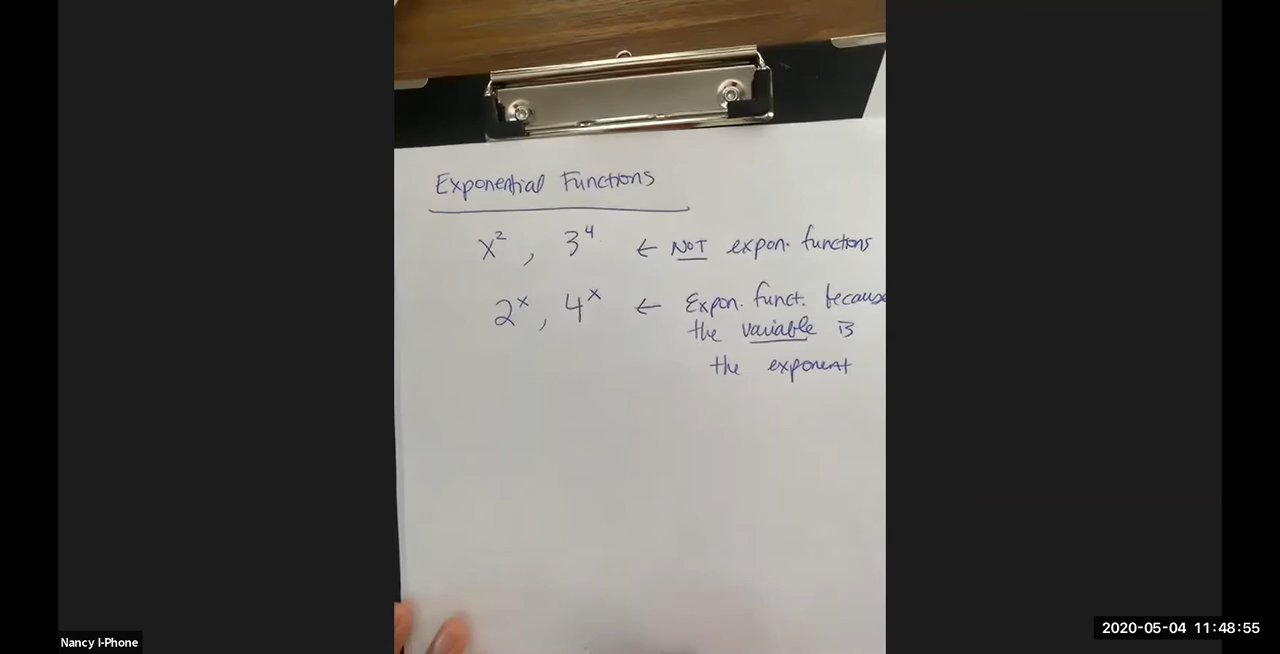 Exponential Functions
x², 3⁴ ← NOT expon. functions
2ˣ, 4ˣ ← Expon. funct. because
the variable is
the exponent
Nancy I-Phone
2020-05-04 11:48:55